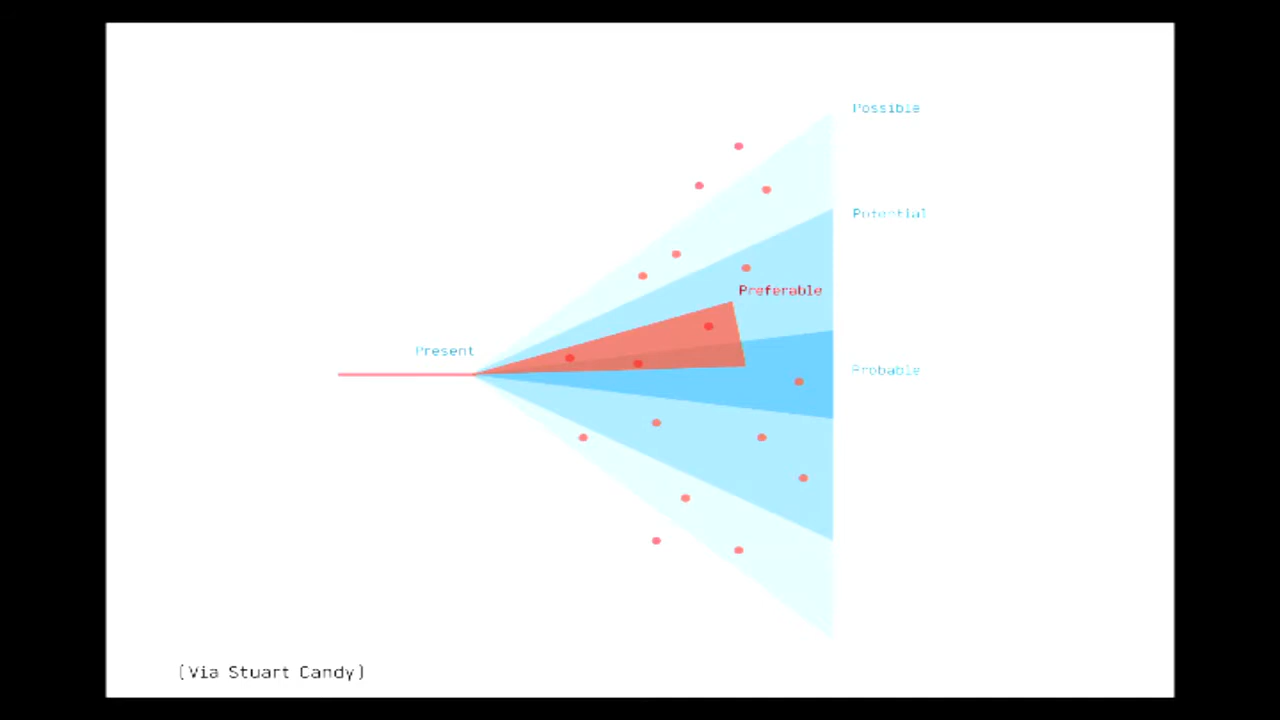 Possible
Potential
Preferable
Present
Probable
(Via Stuart Candy)